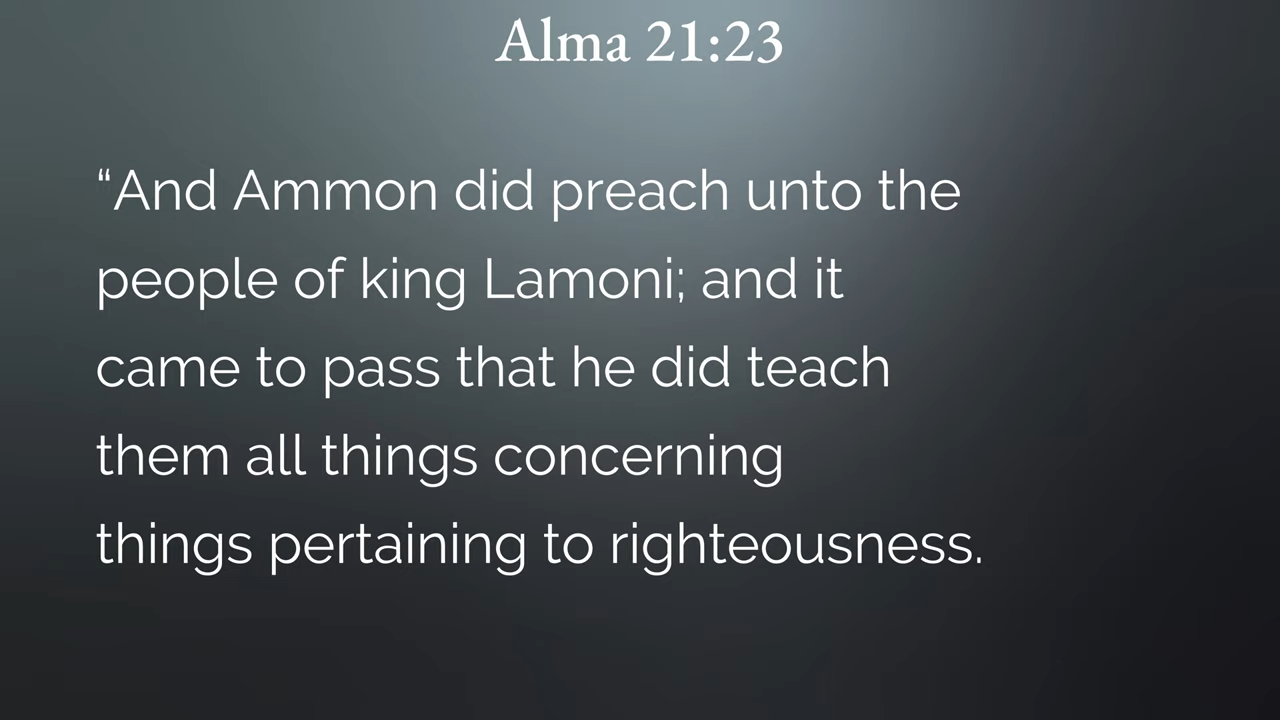 Alma 21:23
“And Ammon did preach unto the
people of king Lamoni; and it
came to pass that he did teach
them all things concerning
things pertaining to righteousness.